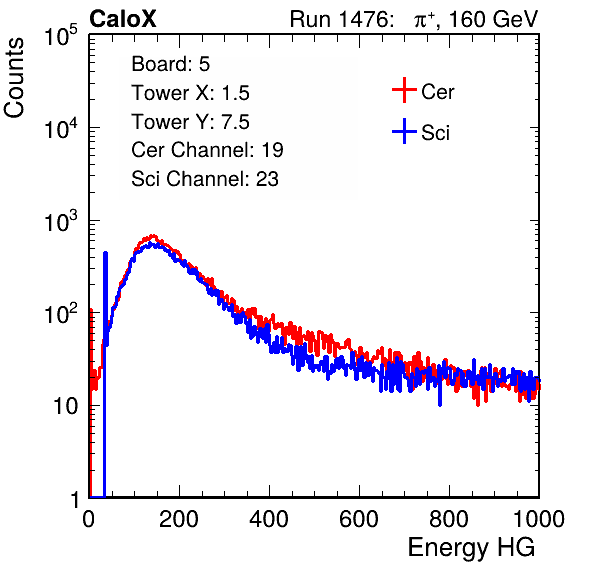 CaloX Run 1476: π⁺, 160 GeV
Counts
Board: 5
Tower X: 1.5
Tower Y: 7.5
Cer Channel: 19
Sci Channel: 23
Cer
Sci
10⁵
10⁴
10³
10²
10
1
0 200 400 600 800 1000
Energy HG